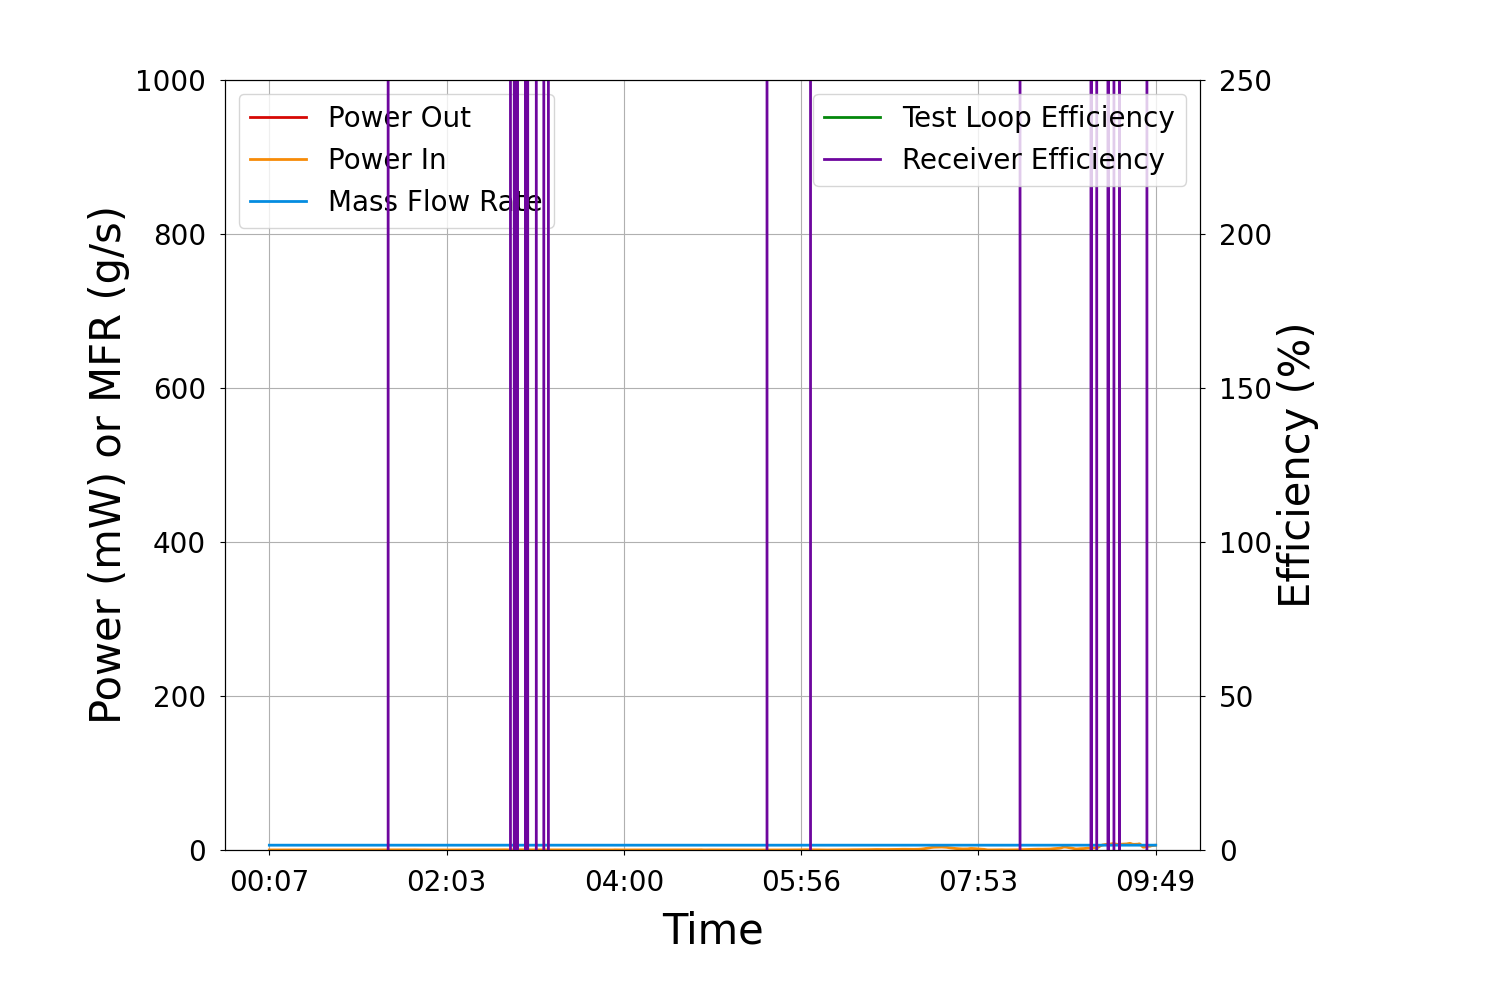 1000
800
600
400
200
0
Power (mW) or MFR (g/s)
Power Out
Power In
Mass Flow Rate
Test Loop Efficiency
Receiver Efficiency
250
200
150
100
50
0
Efficiency (%)
00:07 02:03 04:00 05:56 07:53 09:49
Time